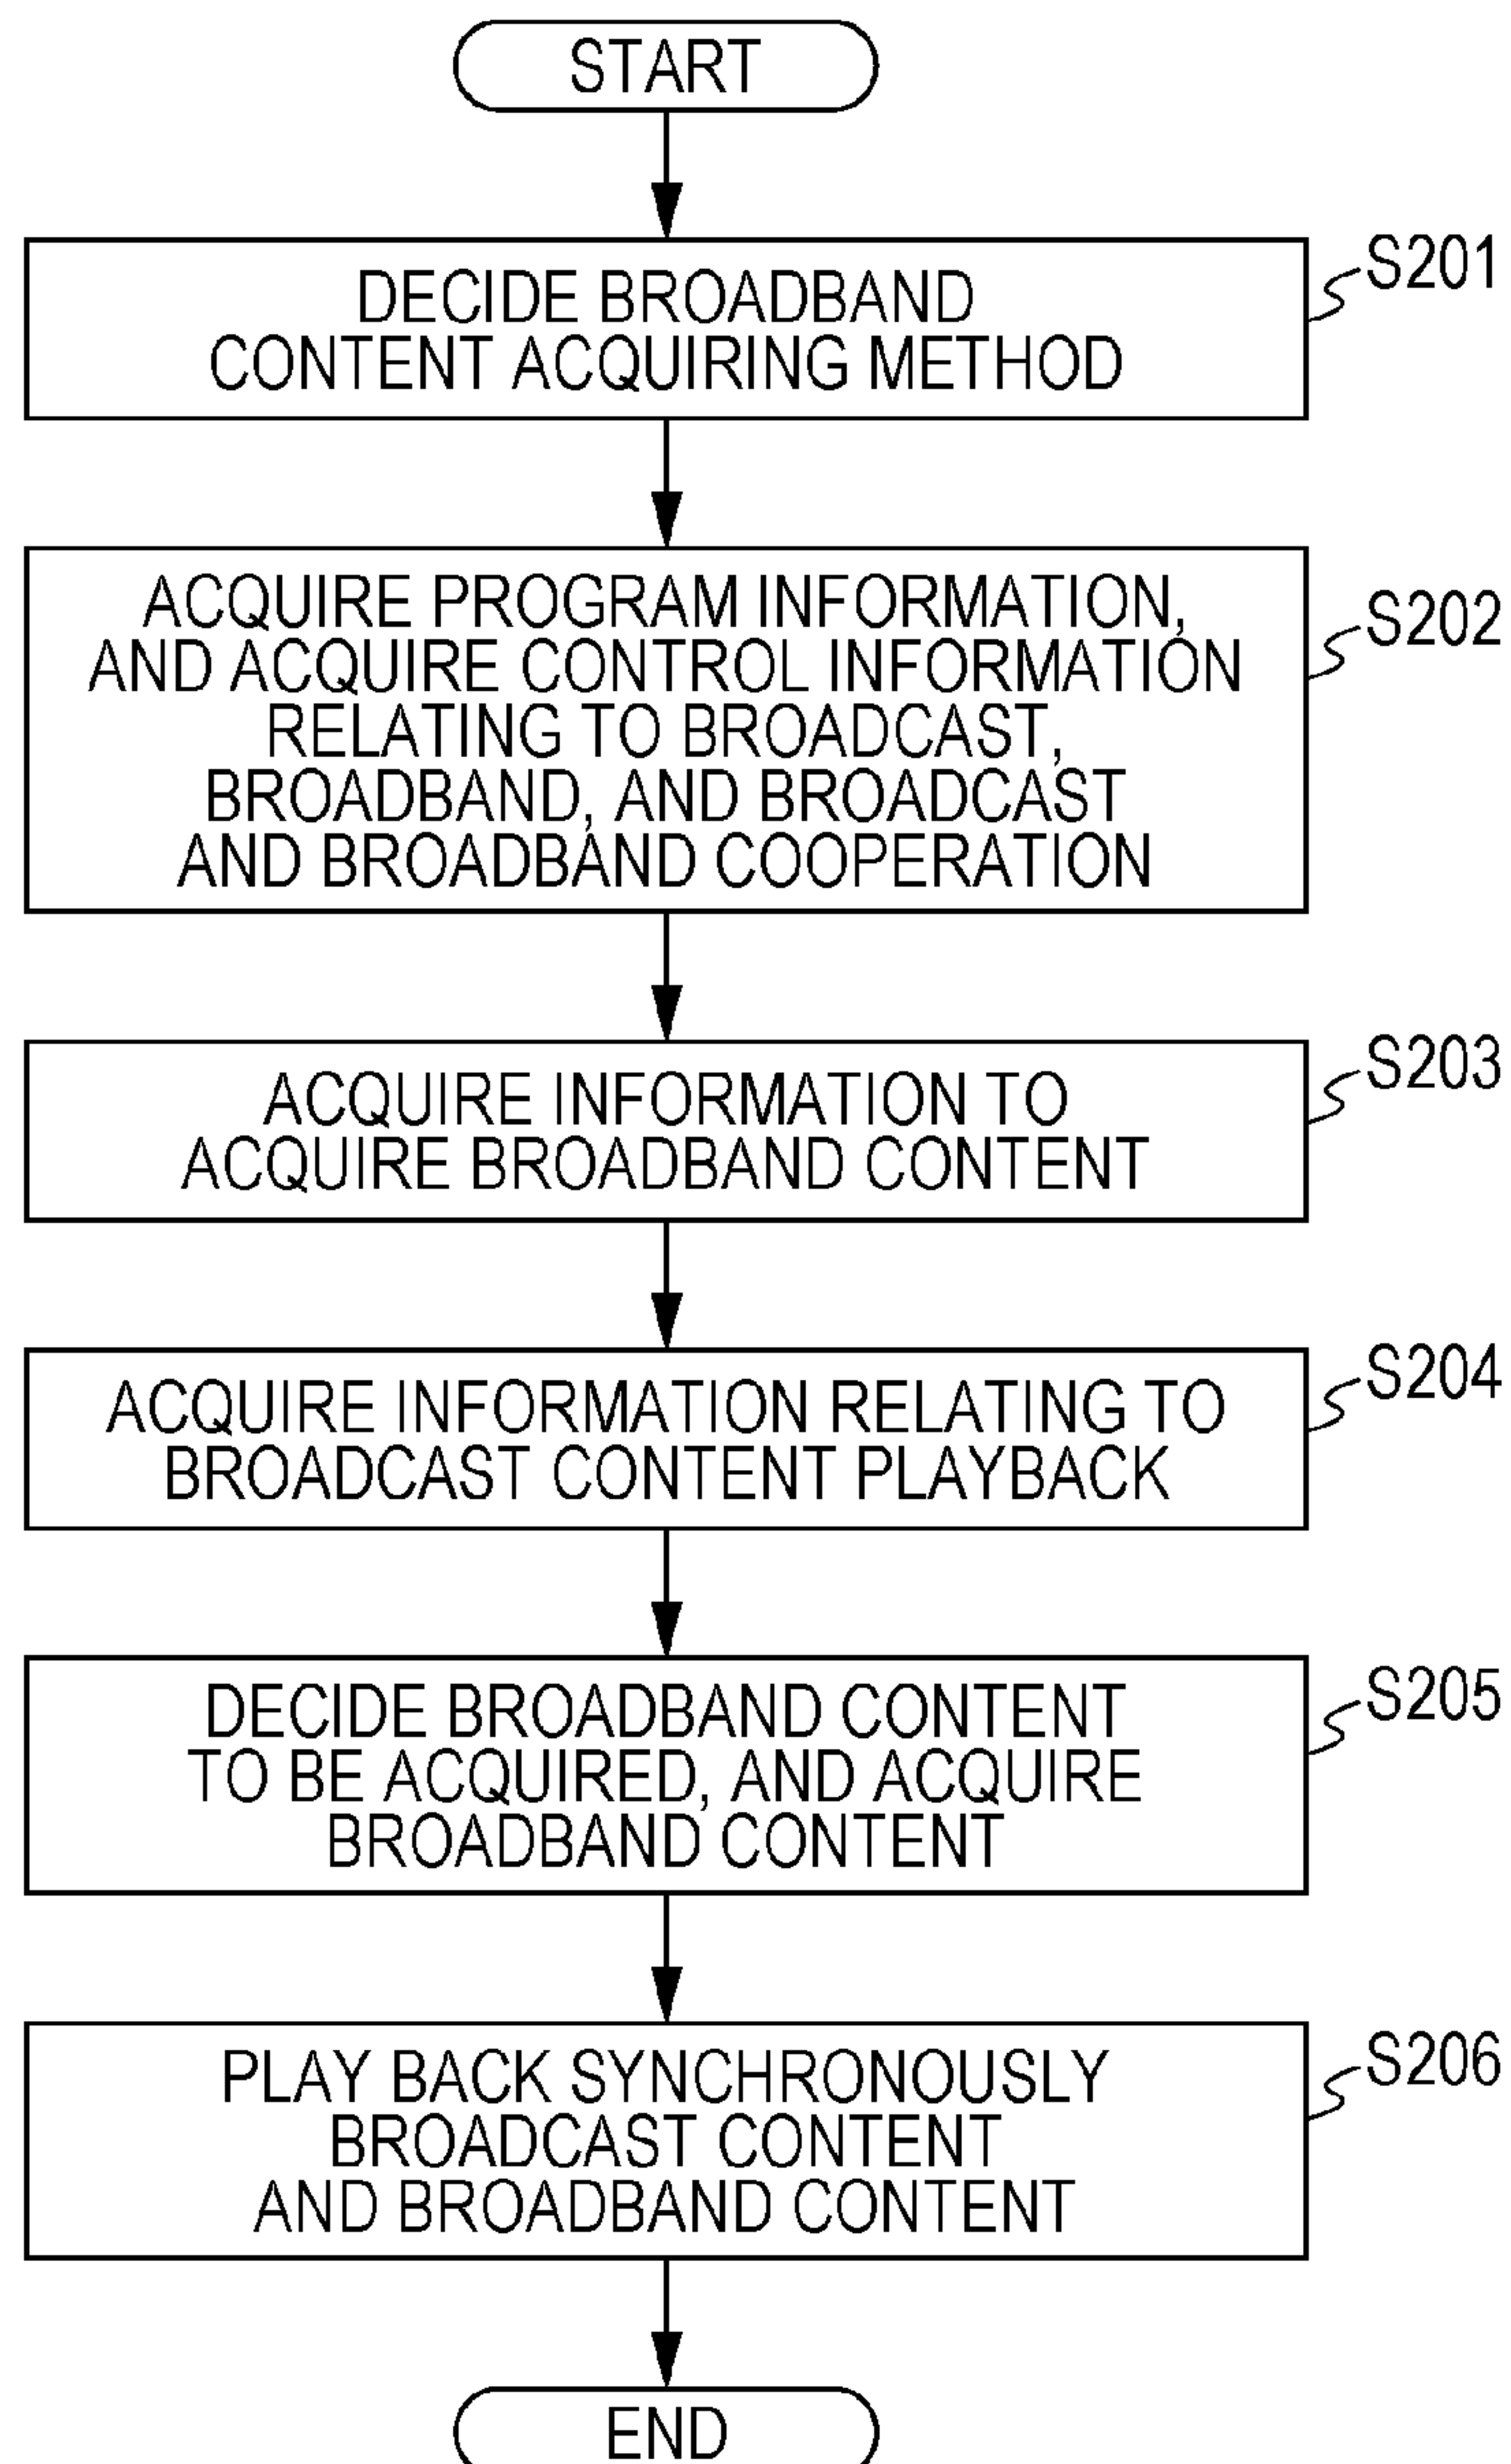 START
DECIDE BROADBAND
CONTENT ACQUIRING METHOD
S201
ACQUIRE PROGRAM INFORMATION,
AND ACQUIRE CONTROL INFORMATION
RELATING TO BROADCAST,
BROADBAND, AND BROADCAST
AND BROADBAND COOPERATION
S202
ACQUIRE INFORMATION TO
ACQUIRE BROADBAND CONTENT
S203
ACQUIRE INFORMATION RELATING TO
BROADCAST CONTENT PLAYBACK
S204
DECIDE BROADBAND CONTENT
TO BE ACQUIRED, AND ACQUIRE
BROADBAND CONTENT
S205
PLAY BACK SYNCHRONOUSLY
BROADCAST CONTENT
AND BROADBAND CONTENT
S206
END